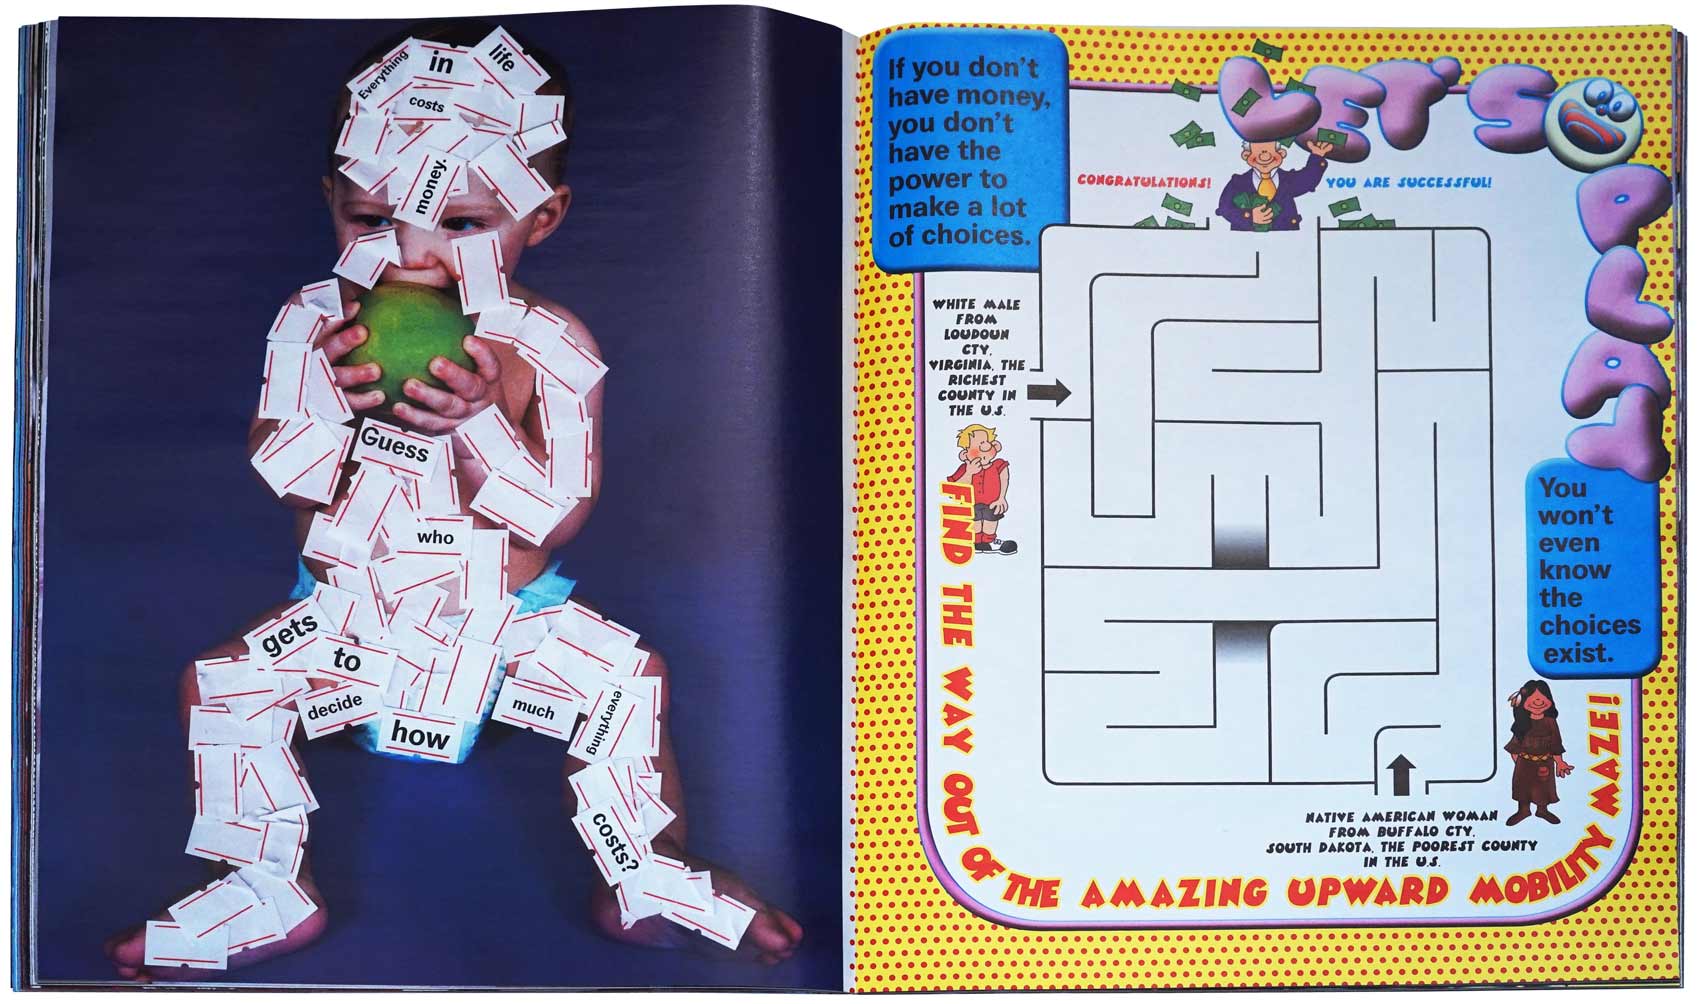 Everything
in
life
costs
money.
Guess
who
gets
to
decide
how
much
everything
costs?
If you don't
have money,
you don't
have the
power to
make a lot
of choices.
LET'S
PLAY
CONGRATULATIONS!
YOU ARE SUCCESSFUL!
WHITE MALE
FROM
LOUDOUN
CTY,
VIRGINIA, THE
RICHEST
COUNTY IN
THE U.S.
You
won't
even
know
the
choices
exist.
NATIVE AMERICAN WOMAN
FROM BUFFALO CTY,
SOUTH DAKOTA, THE POOREST COUNTY
IN THE U.S.
FIND THE WAY OUT OF THE AMAZING UPWARD MOBILITY MAZE!